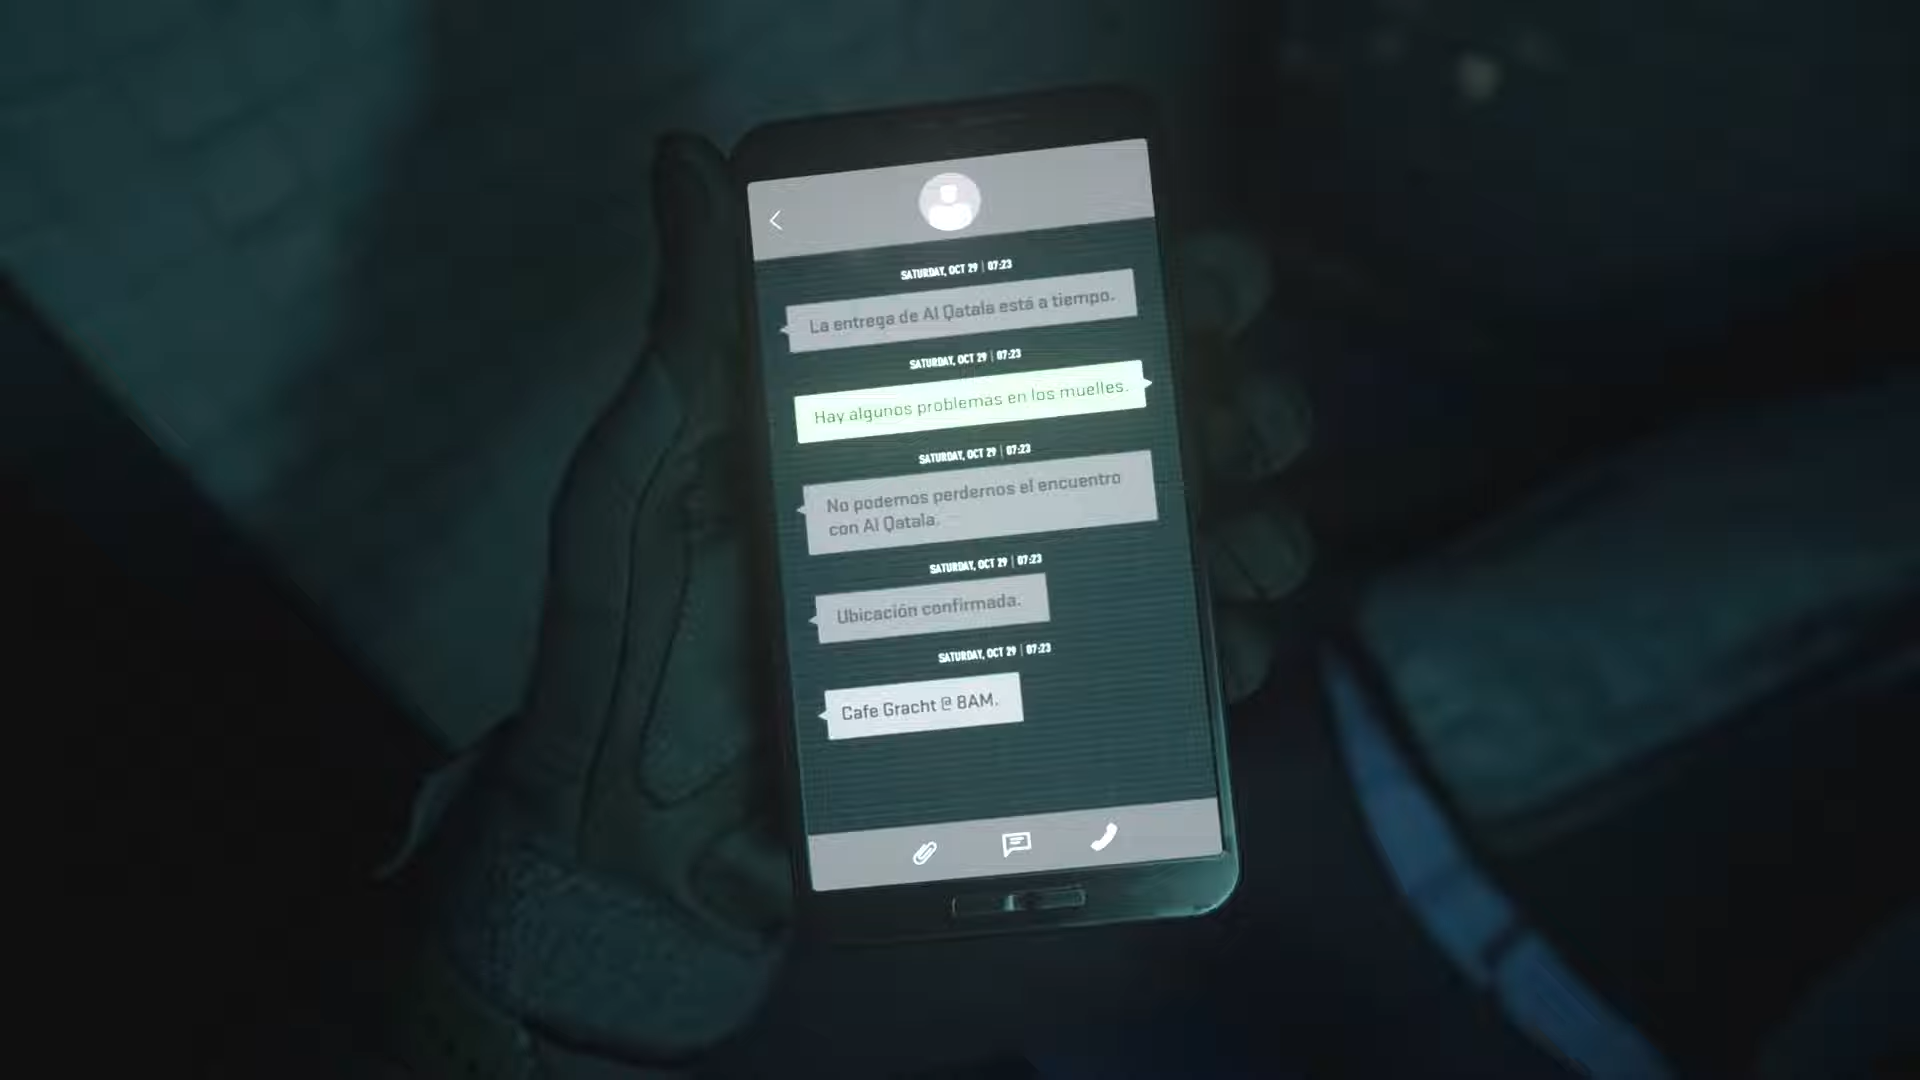 SATURDAY, OCT 29 | 07:23
La entrega de Al Qatala está a tiempo.
SATURDAY, OCT 29 | 07:23
Hay algunos problemas en los muelles.
SATURDAY, OCT 29 | 07:23
No podemos perdernos el encuentro
con Al Qatala.
SATURDAY, OCT 29 | 07:23
Ubicación confirmada.
SATURDAY, OCT 29 | 07:23
Cafe Gracht @ 8AM.